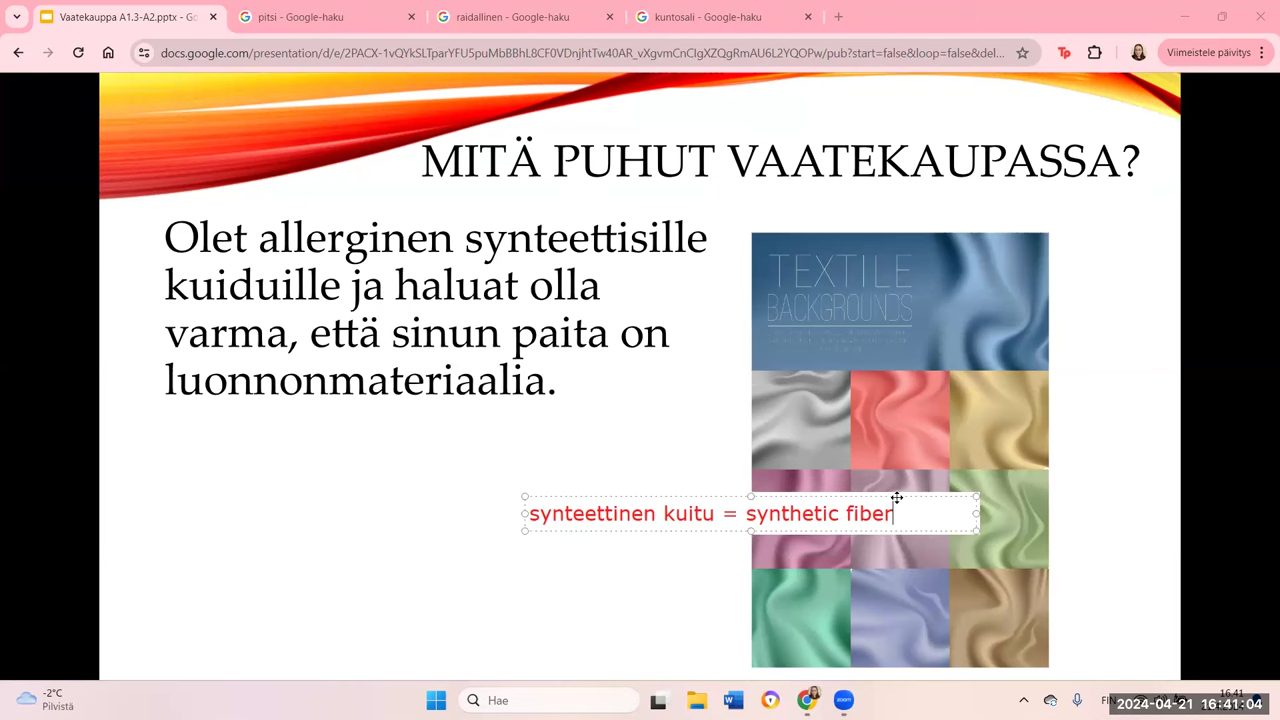 Vaatekauppa A1.3-A2.pptx - Go
pitsi - Google-haku
raidallinen - Google-haku
kuntosali - Google-haku
docs.google.com/presentation/d/e/2PACX-1vQYkSLTparYFU5puMbBBhL8CF0VDnjhtTw40AR_vXgvmCnCIgXZQgRmAU6L2YQOPw/pub?start=false&loop=false&del...
Viimeistele päivitys
MITÄ PUHUT VAATEKAUPASSA?
Olet allerginen synteettisille
kuiduille ja haluat olla
varma, että sinun paita on
luonnonmateriaalia.
TEXTILE
BACKGROUNDS
synteettinen kuitu = synthetic fiber
-2°C
Pilvistä
Hae
FIN
16.41
2024-04-21 16:41:04